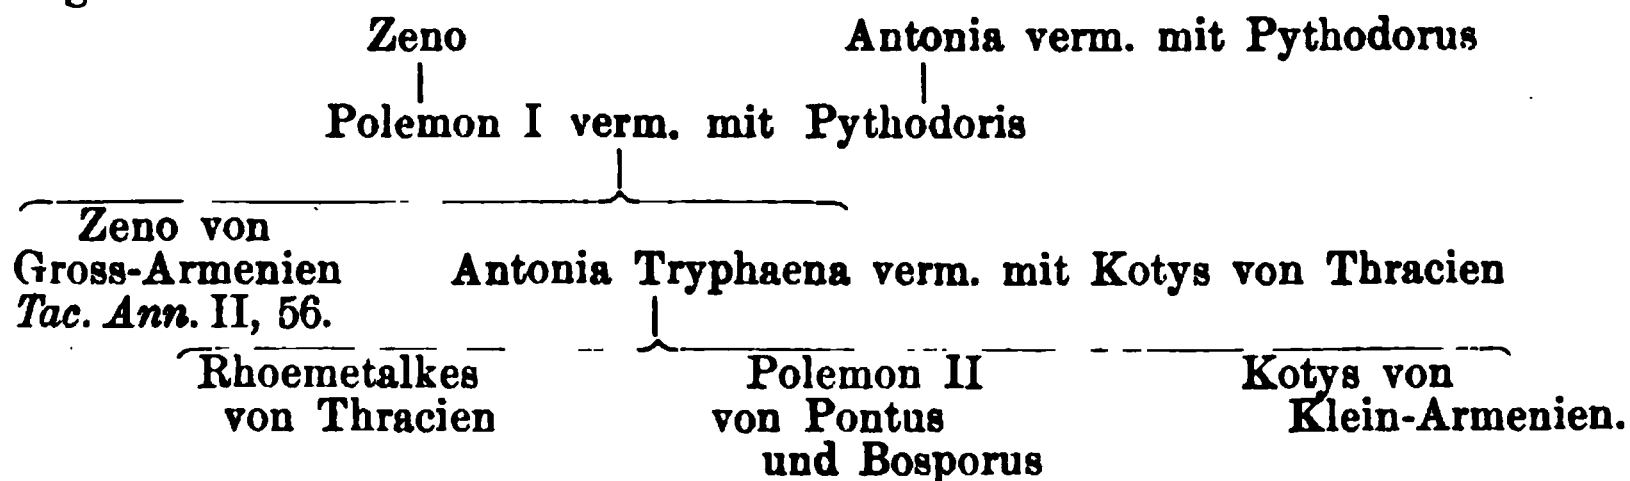 Zeno Antonia verm. mit Pythodorus
Polemon I verm. mit Pythodoris
Zeno von
Gross-Armenien Antonia Tryphaena verm. mit Kotys von Thracien
Tac. Ann. II, 56.
Rhoemetalkes Polemon II Kotys von
von Thracien von Pontus Klein-Armenien.
und Bosporus